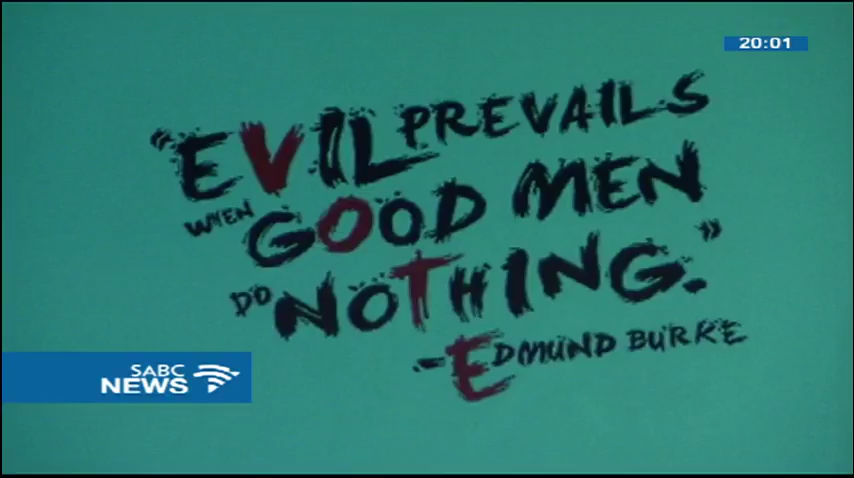 20:01
"EVIL PREVAILS
WHEN GOOD MEN
DO NOTHING."
-EDMUND BURKE
SABC
NEWS